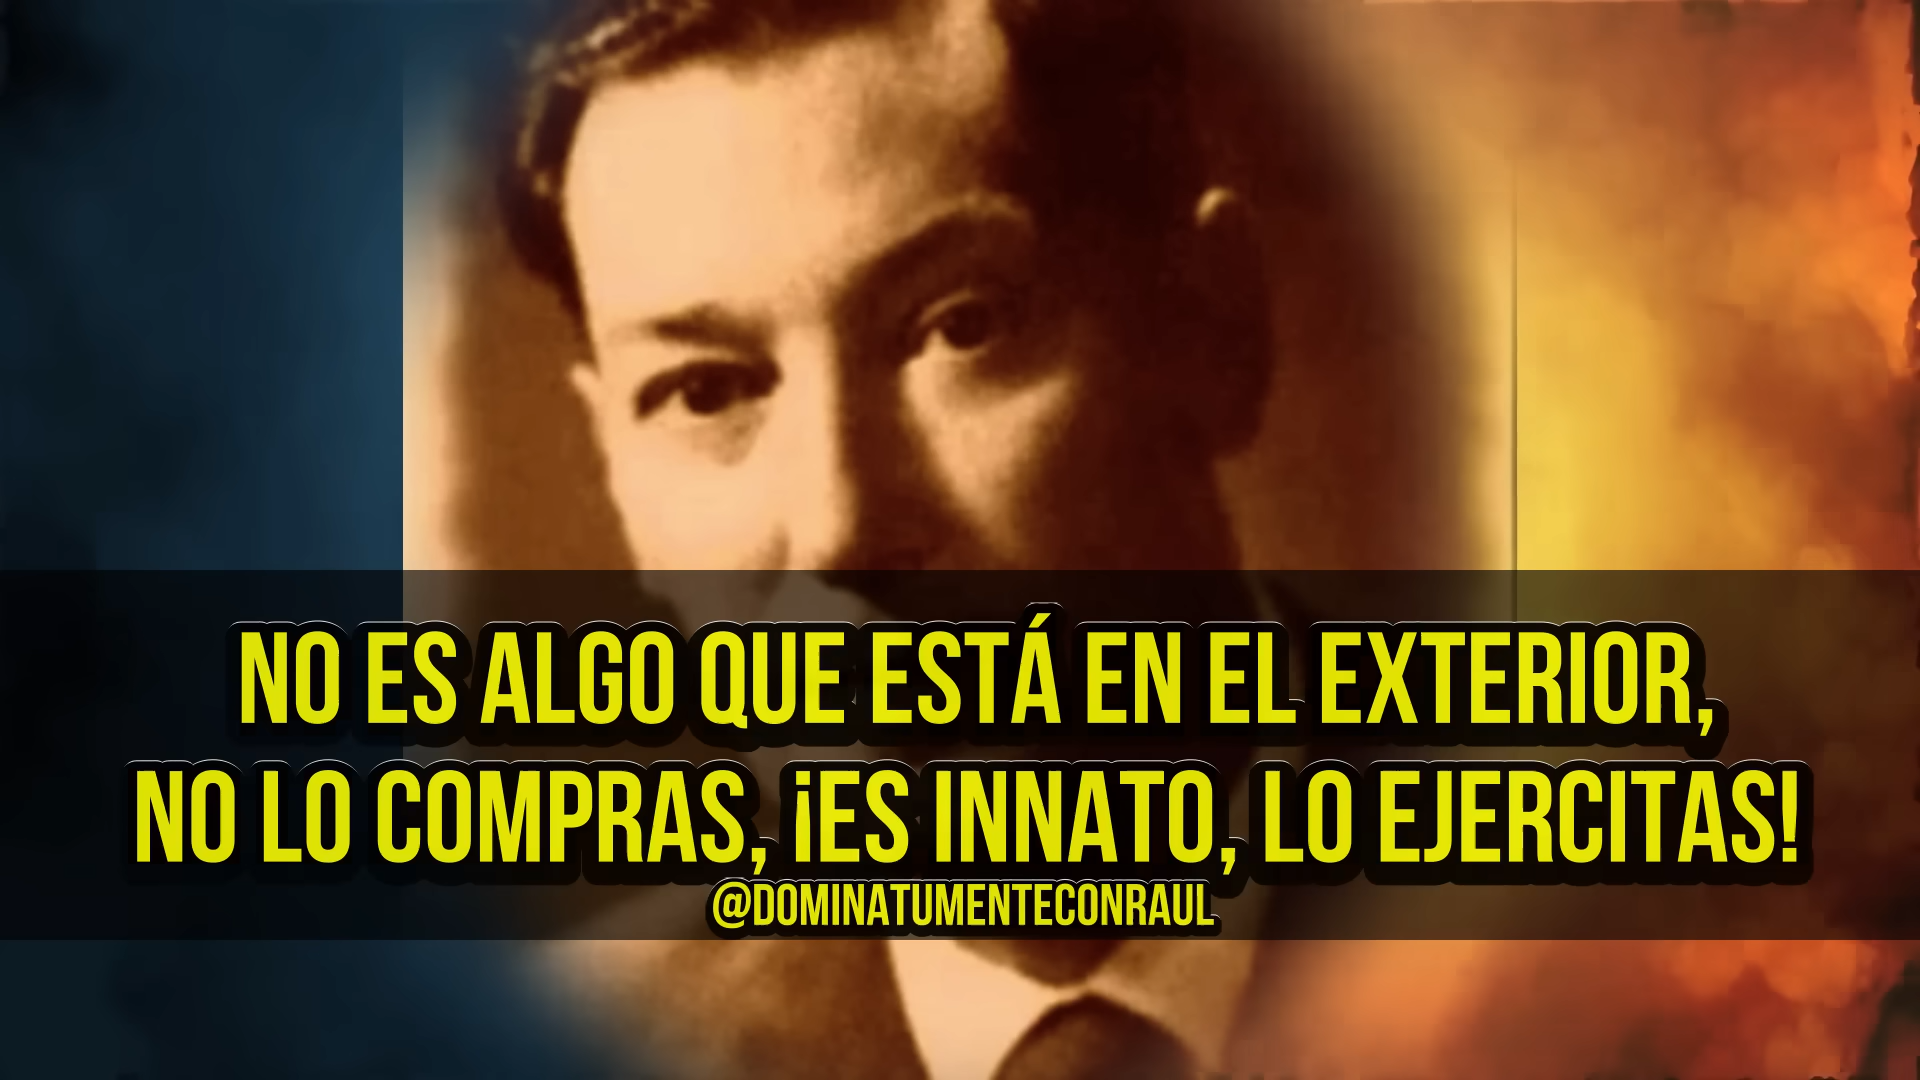 NO ES ALGO QUE ESTÁ EN EL EXTERIOR,
NO LO COMPRAS, ¡ES INNATO, LO EJERCITAS!
@DOMINATUMENTECONRAUL